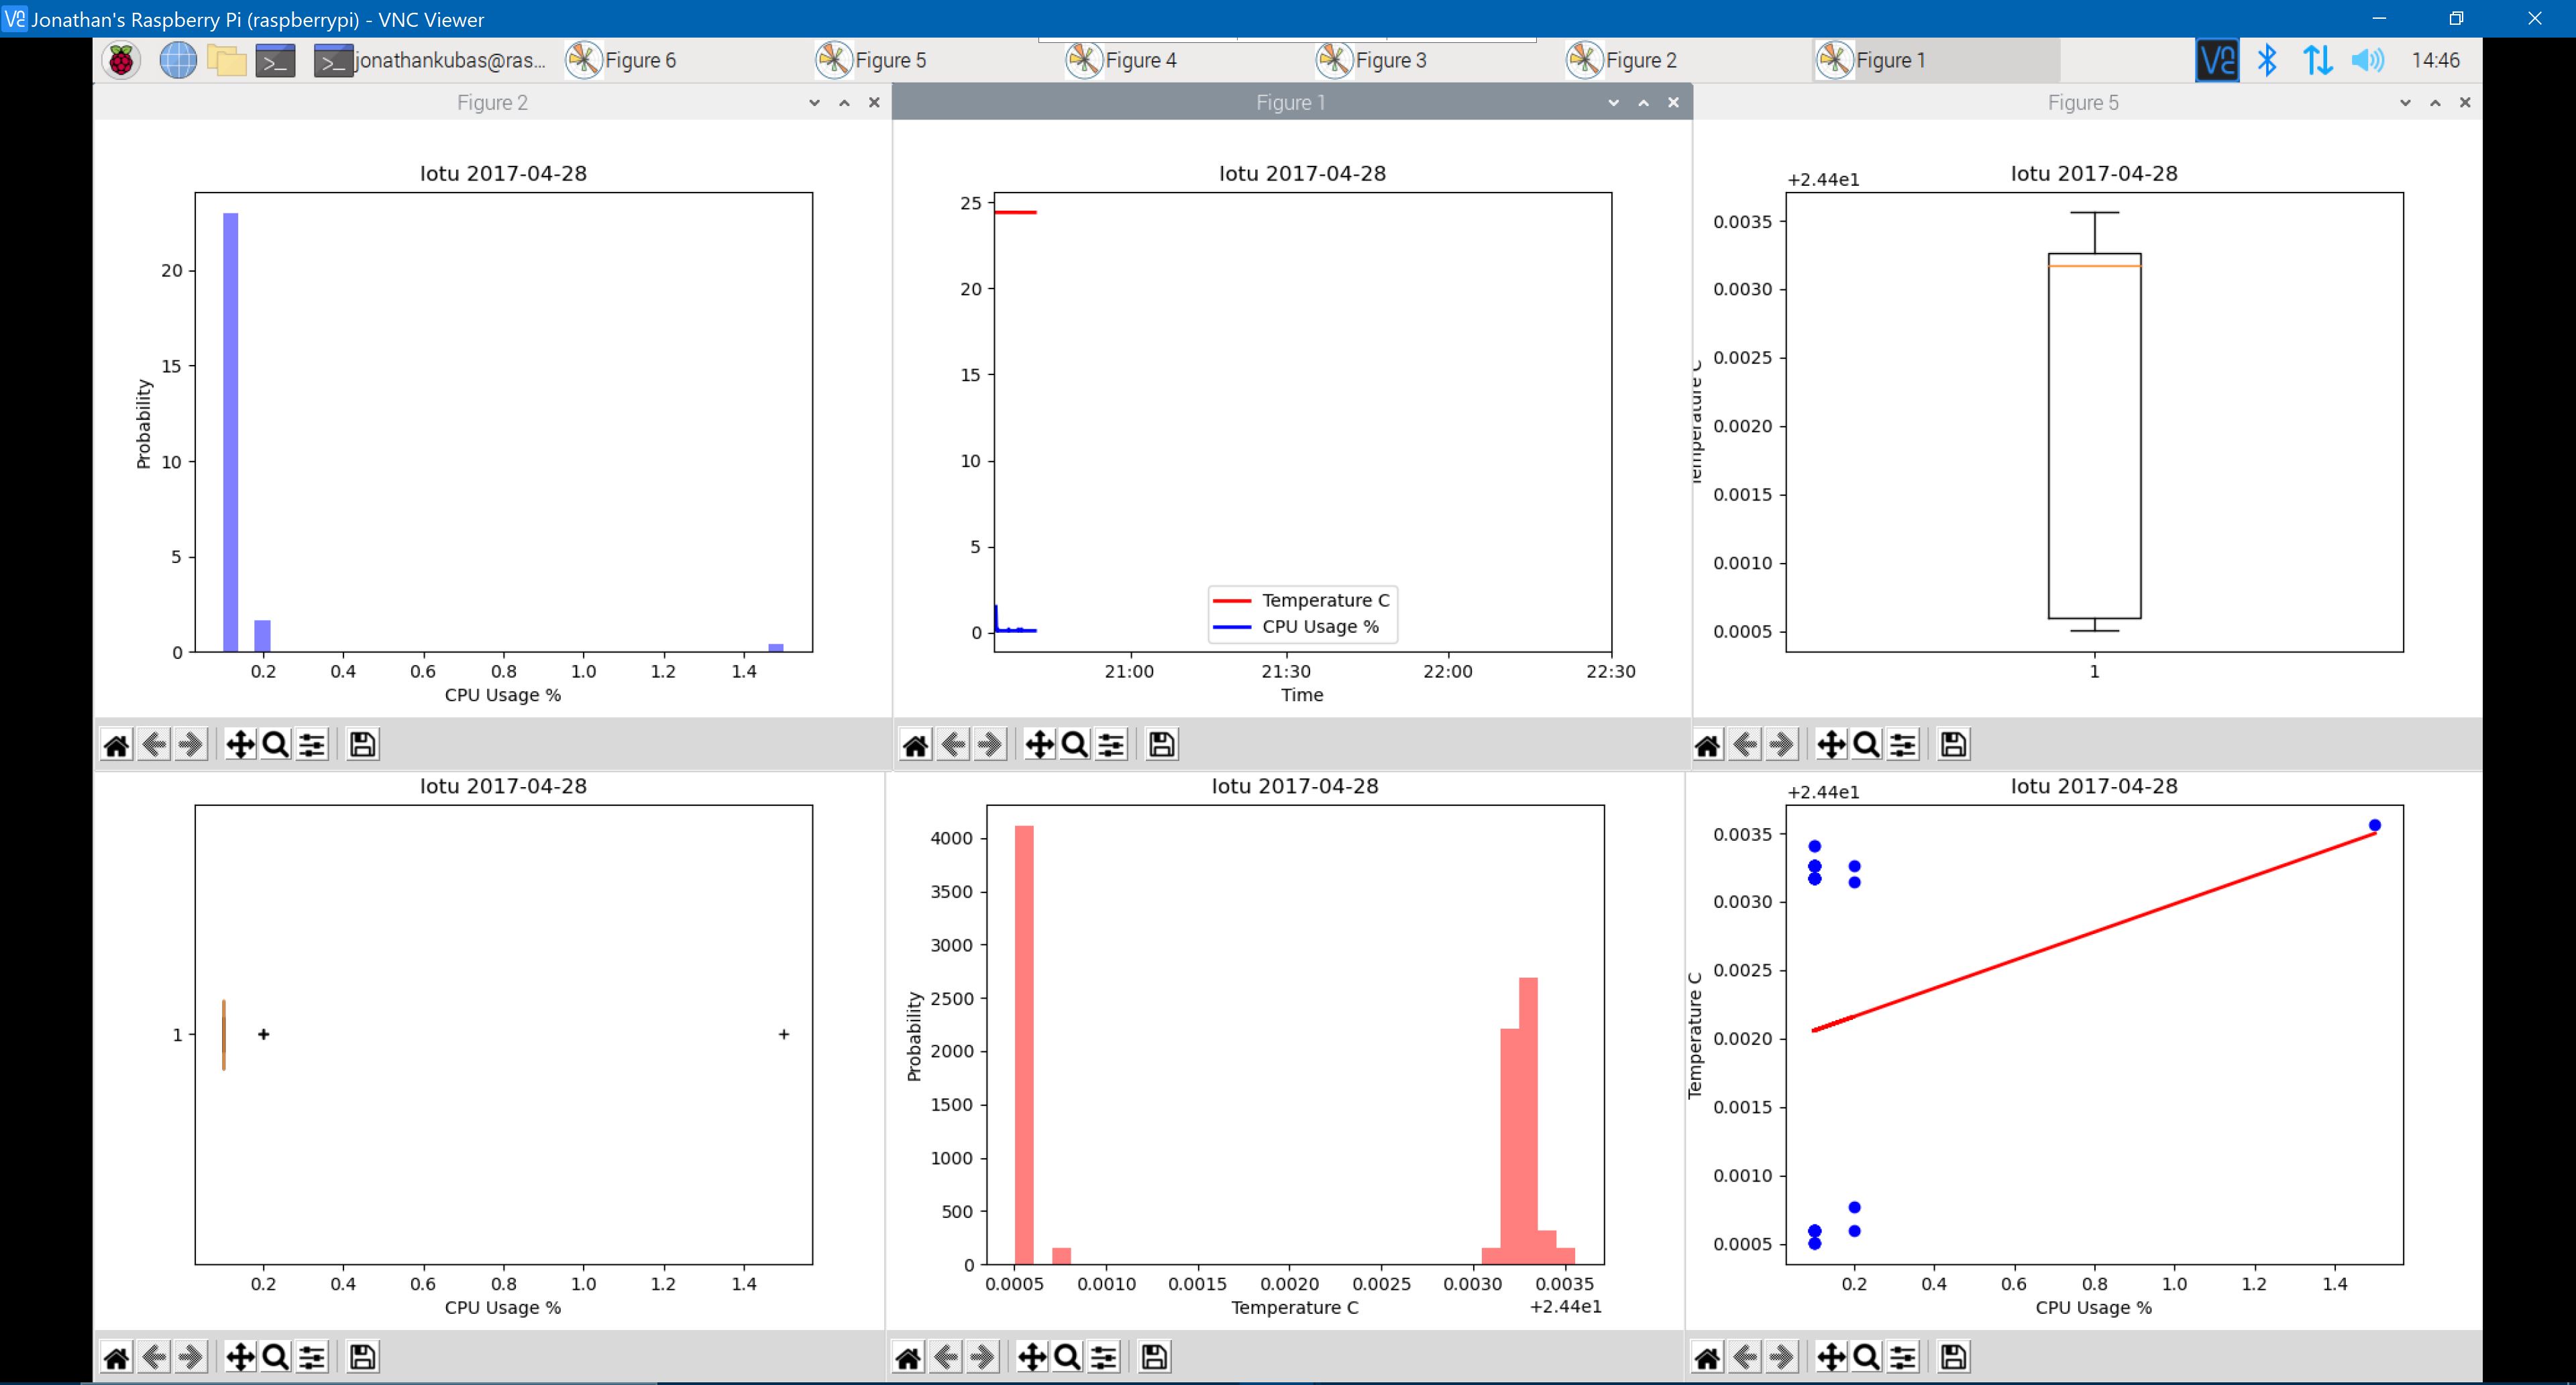 Jonathan's Raspberry Pi (raspberrypi) - VNC Viewer
jonathankubas@ras... Figure 6 Figure 5 Figure 4 Figure 3 Figure 2 Figure 1 14:46
Figure 2
Iotu 2017-04-28
20
15
10
5
0
Probability
0.2 0.4 0.6 0.8 1.0 1.2 1.4
CPU Usage %
Figure 1
Iotu 2017-04-28
25
20
15
10
5
0
Temperature C
CPU Usage %
21:00 21:30 22:00 22:30
Time
Figure 5
+2.44e1
Iotu 2017-04-28
0.0035
0.0030
0.0025
0.0020
0.0015
0.0010
0.0005
Temperature C
1
Iotu 2017-04-28
1
0.2 0.4 0.6 0.8 1.0 1.2 1.4
CPU Usage %
Iotu 2017-04-28
4000
3500
3000
2500
2000
1500
1000
500
0
Probability
0.0005 0.0010 0.0015 0.0020 0.0025 0.0030 0.0035
Temperature C
+2.44e1
+2.44e1
Iotu 2017-04-28
0.0035
0.0030
0.0025
0.0020
0.0015
0.0010
0.0005
Temperature C
0.2 0.4 0.6 0.8 1.0 1.2 1.4
CPU Usage %